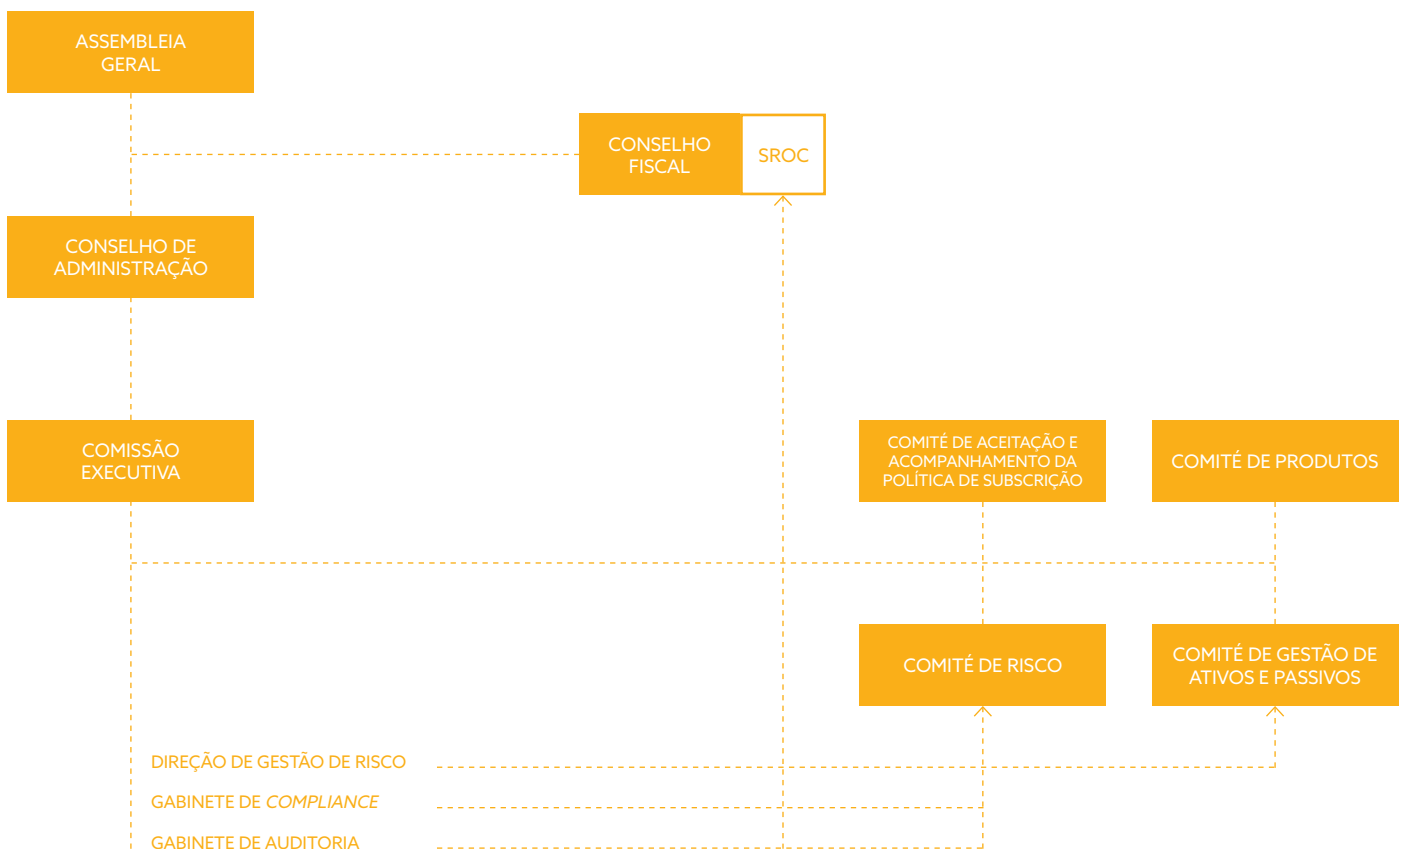 ASSEMBLEIA
GERAL
CONSELHO
FISCAL
SROC
CONSELHO DE
ADMINISTRAÇÃO
COMISSÃO
EXECUTIVA
COMITÉ DE ACEITAÇÃO E
ACOMPANHAMENTO DA
POLÍTICA DE SUBSCRIÇÃO
COMITÉ DE PRODUTOS
COMITÉ DE RISCO
COMITÉ DE GESTÃO DE
ATIVOS E PASSIVOS
DIREÇÃO DE GESTÃO DE RISCO
GABINETE DE COMPLIANCE
GABINETE DE AUDITORIA